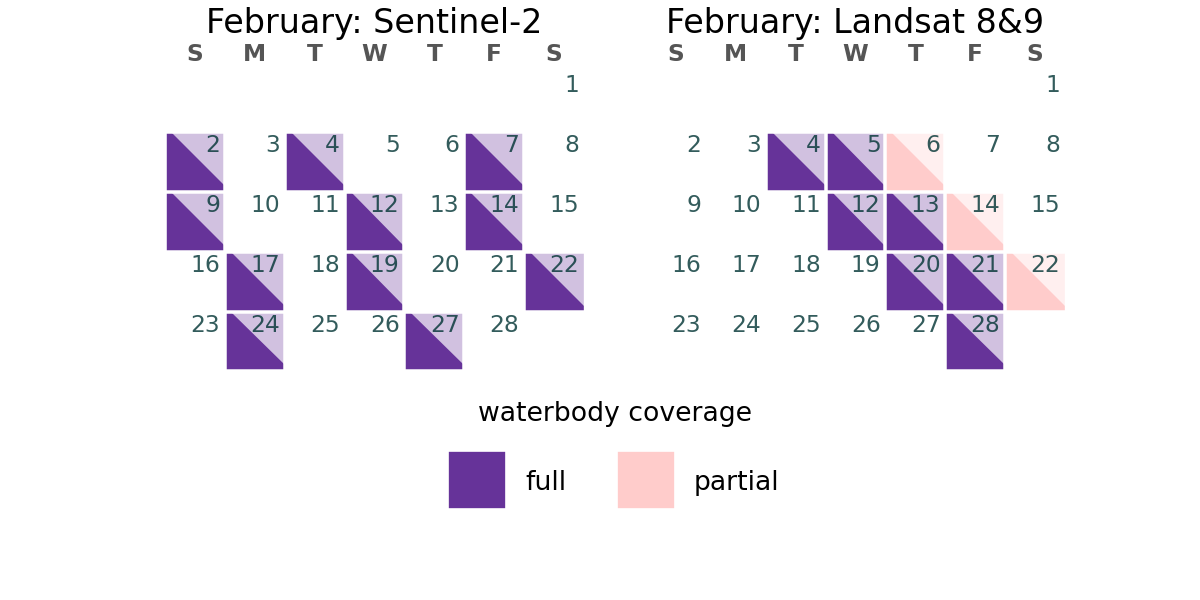 February: Sentinel-2
S M T W T F S
1
2 3 4 5 6 7 8
9 10 11 12 13 14 15
16 17 18 19 20 21 22
23 24 25 26 27 28
February: Landsat 8&9
S M T W T F S
1
2 3 4 5 6 7 8
9 10 11 12 13 14 15
16 17 18 19 20 21 22
23 24 25 26 27 28
waterbody coverage
full partial